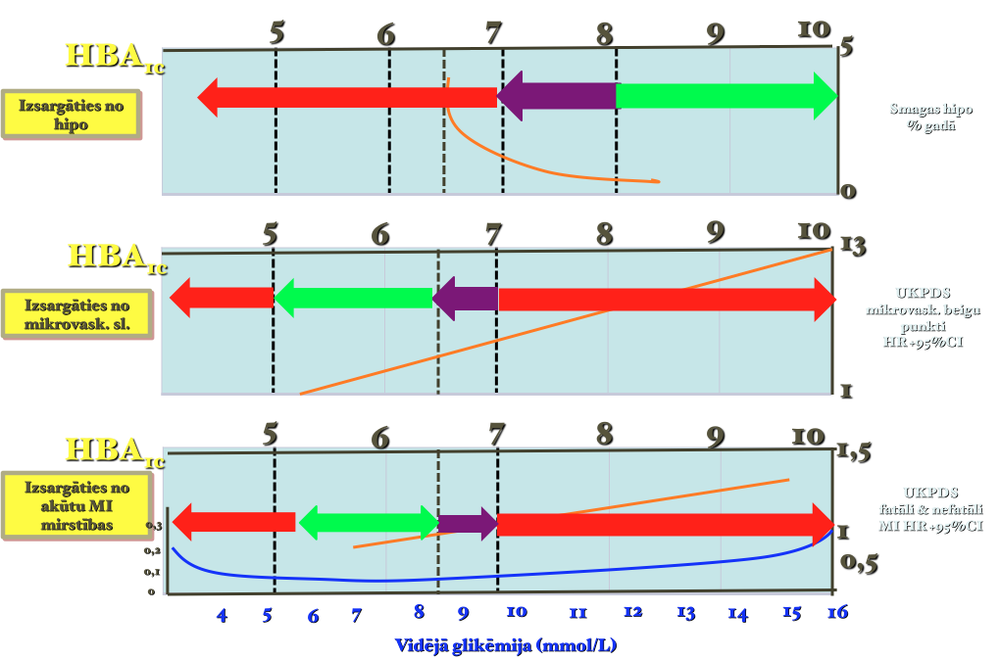 5 6 7 8 9 10
HBA1c
5
Izsargāties no
hipo
Smagas hipo
% gadā
0
5 6 7 8 9 10
HBA1c
13
Izsargāties no
mikrovask. sl.
UKPDS
mikrovask. beigu
punkti
HR+95%CI
1
5 6 7 8 9 10
HBA1c
1,5
Izsargāties no
akūtu MI
mirstības
UKPDS
fatāli & nefatāli
MI HR+95%CI
0,3
1
0,2
0,5
0,1
0
4 5 6 7 8 9 10 11 12 13 14 15 16
Vidējā glikēmija (mmol/L)